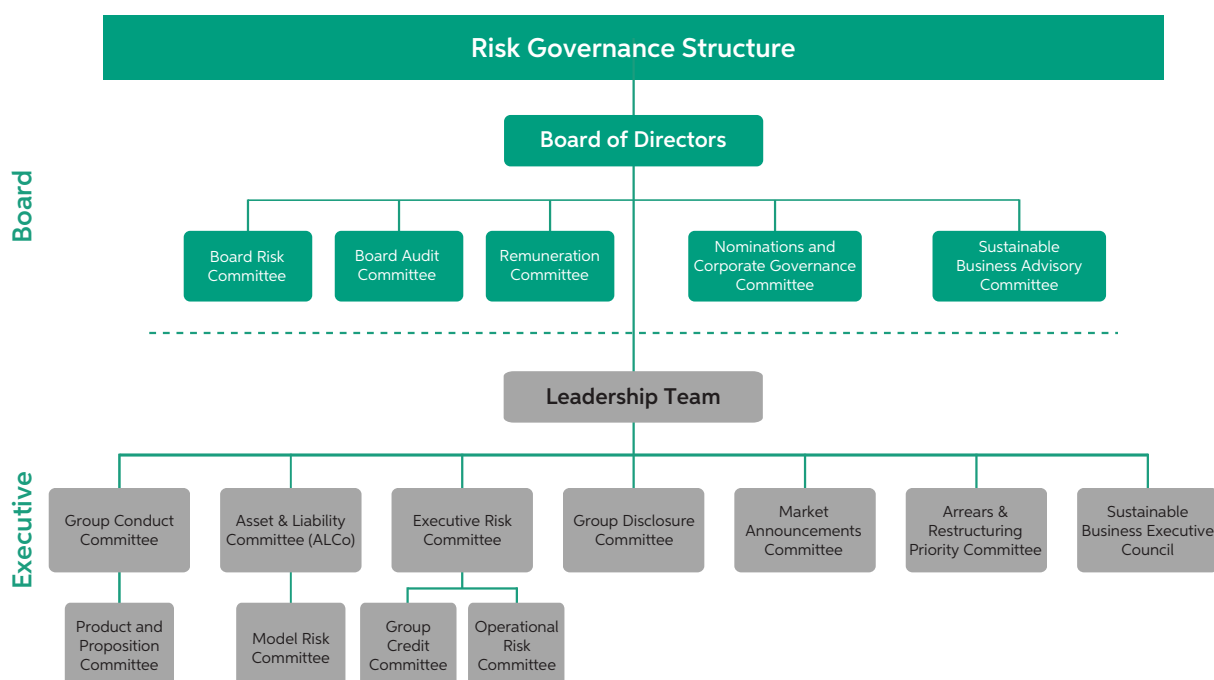 Risk Governance Structure
Board
Board of Directors
Board Risk
Committee
Board Audit
Committee
Remuneration
Committee
Nominations and
Corporate Governance
Committee
Sustainable
Business Advisory
Committee
Executive
Leadership Team
Group Conduct
Committee
Asset & Liability
Committee (ALCo)
Executive Risk
Committee
Group Disclosure
Committee
Market
Announcements
Committee
Arrears &
Restructuring
Priority Committee
Sustainable
Business Executive
Council
Product and
Proposition
Committee
Model Risk
Committee
Group
Credit
Committee
Operational
Risk
Committee